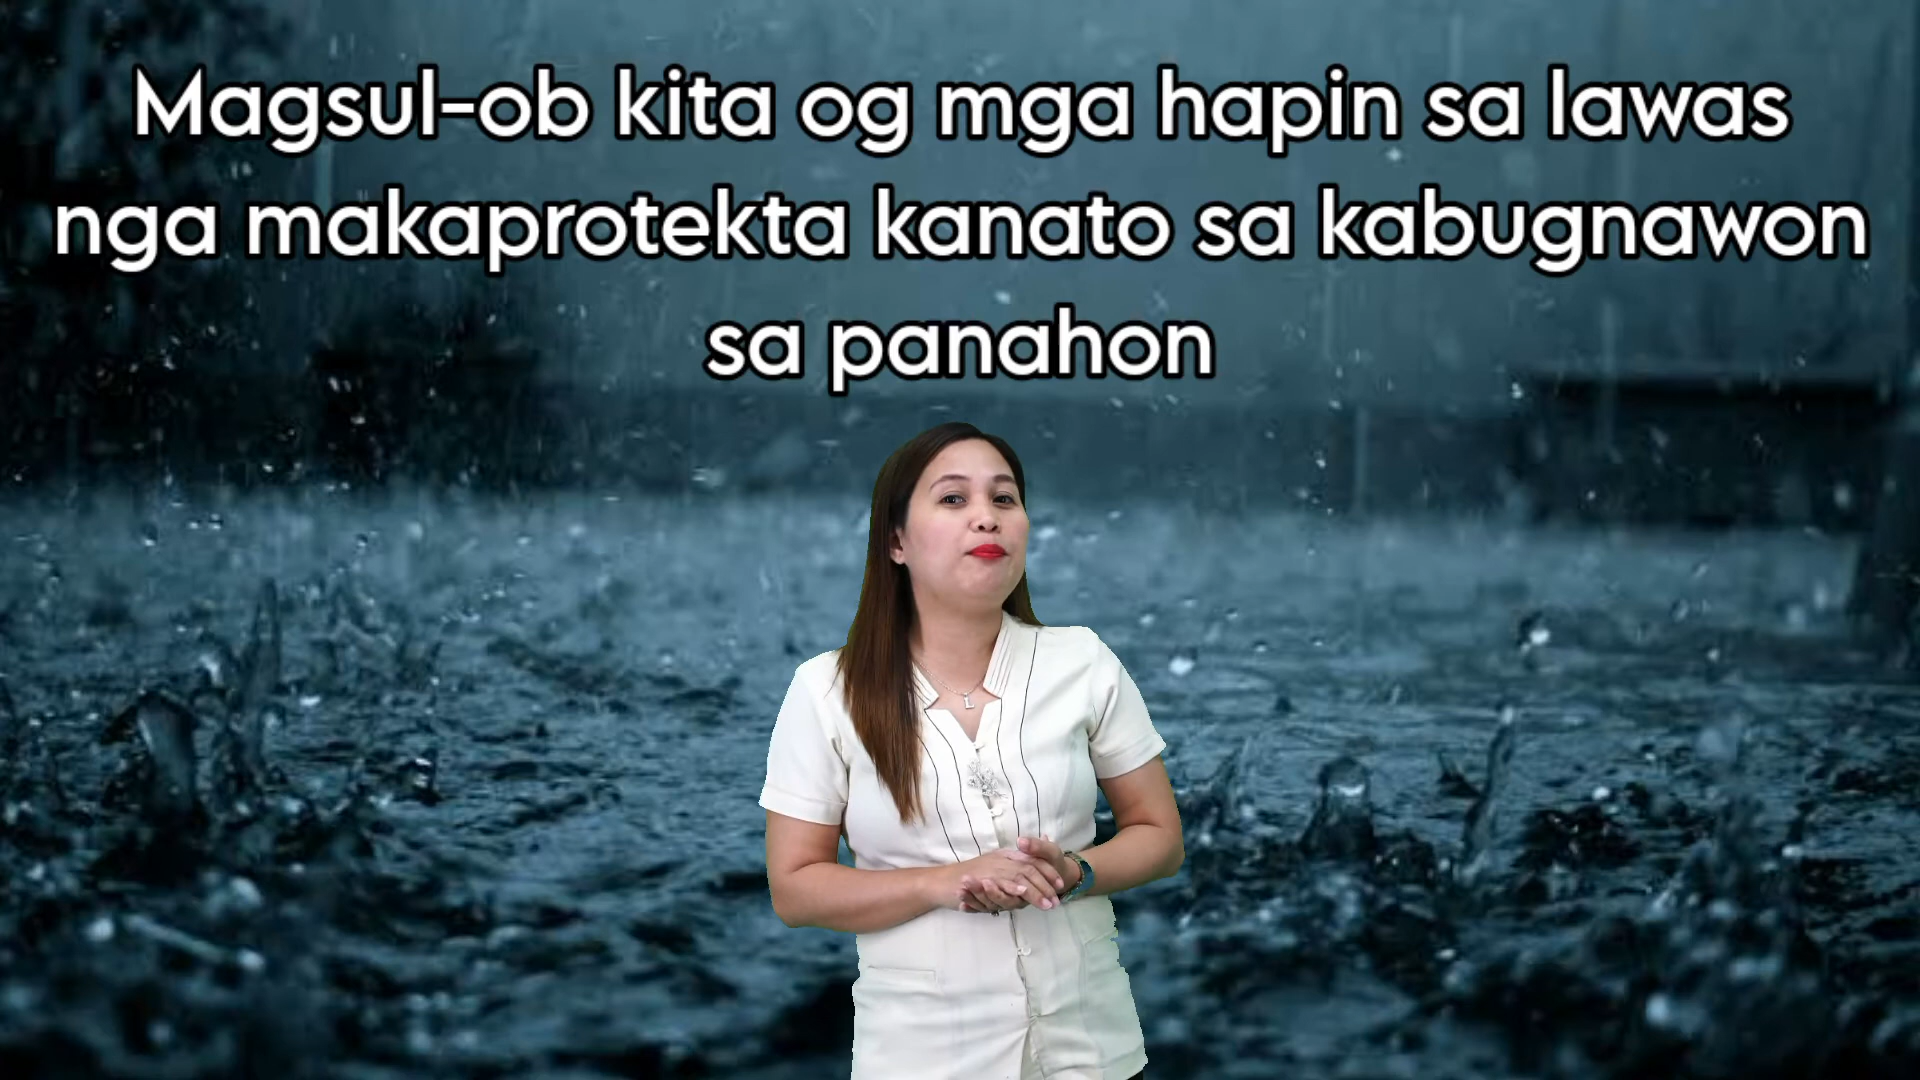 Magsul-ob kita og mga hapin sa lawas
nga makaprotekta kanato sa kabugnawon
sa panahon